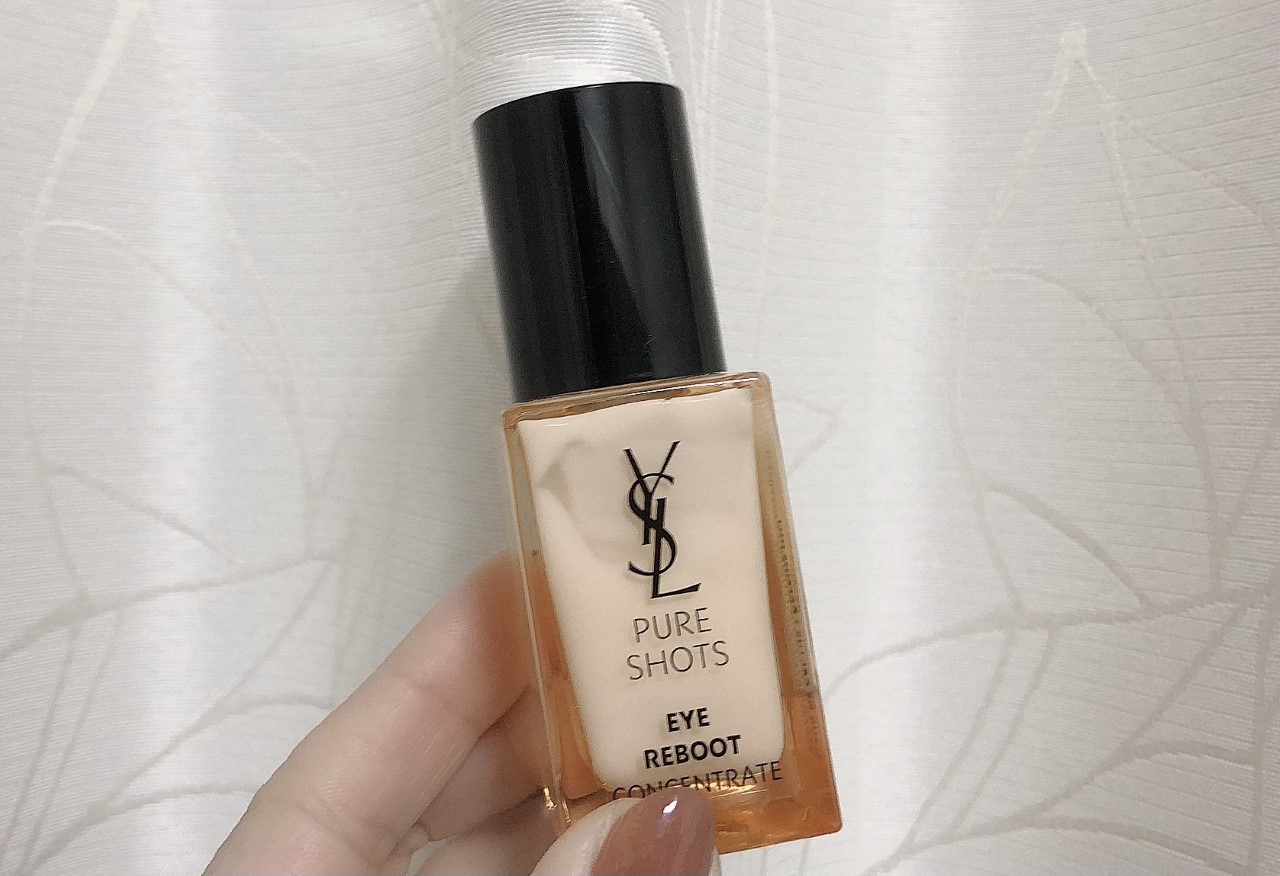 YSL
PURE
SHOTS
EYE
REBOOT
CONCENTRATE